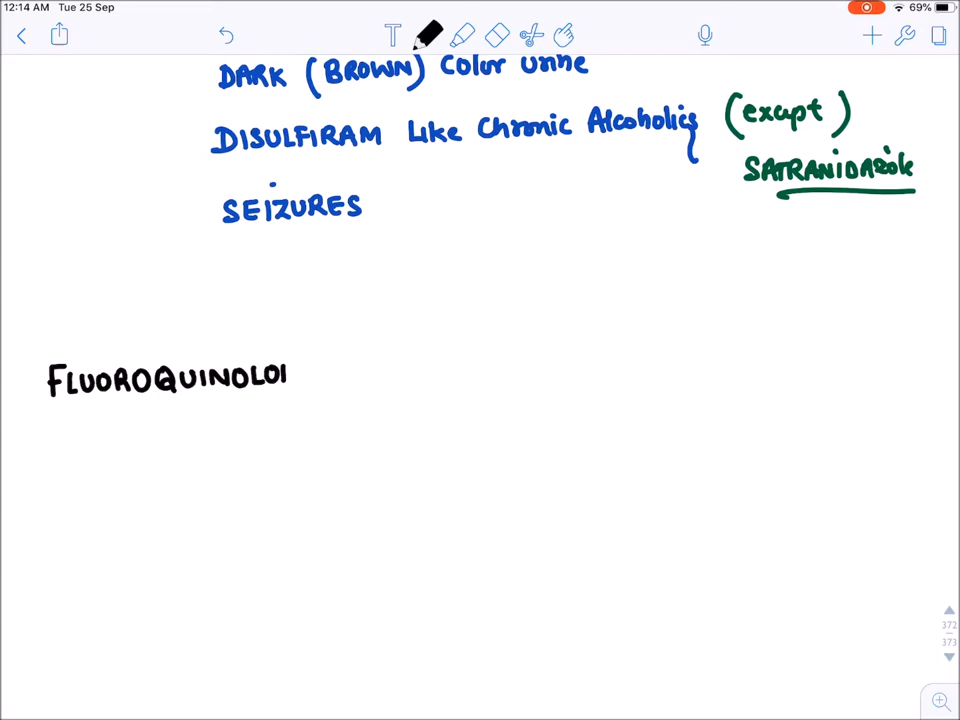 12:14 AM Tue 25 Sep 69%
T
DARK (BROWN) Color Urine
DISULFIRAM Like Chronic Alcoholics (except)
SATRANIDAZole
SEIZURES
FLUOROQUINOLOI
372
373